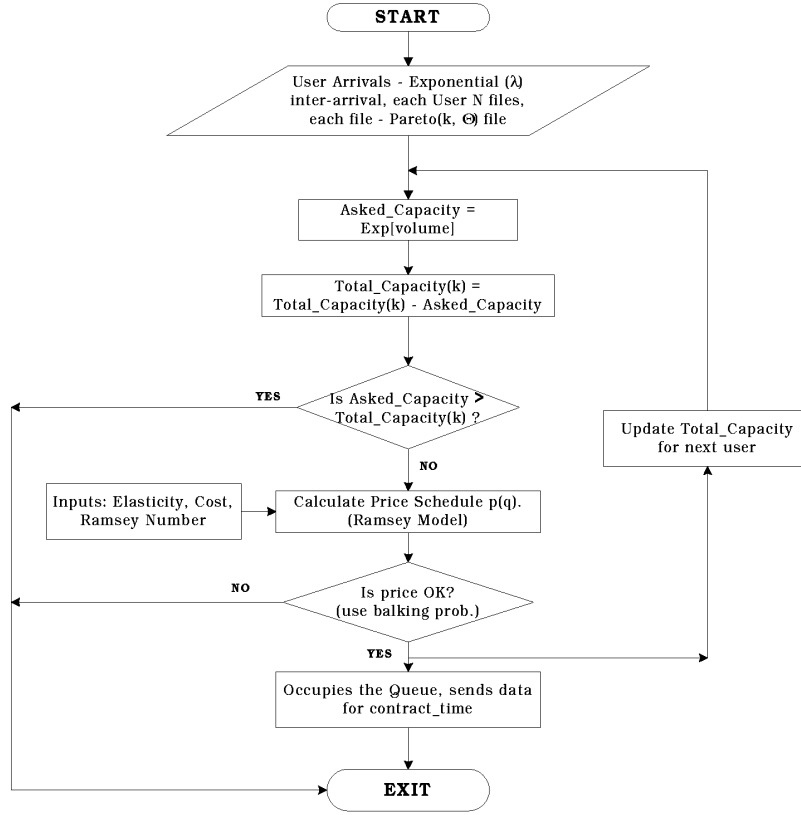 START
User Arrivals - Exponential (λ)
inter-arrival, each User N files,
each file - Pareto(k, Θ) file
Asked_Capacity =
Exp[volume]
Total_Capacity(k) =
Total_Capacity(k) - Asked_Capacity
YES
Is Asked_Capacity >
Total_Capacity(k) ?
Update Total_Capacity
for next user
NO
Inputs: Elasticity, Cost,
Ramsey Number
Calculate Price Schedule p(q).
(Ramsey Model)
NO
Is price OK?
(use balking prob.)
YES
Occupies the Queue, sends data
for contract_time
EXIT